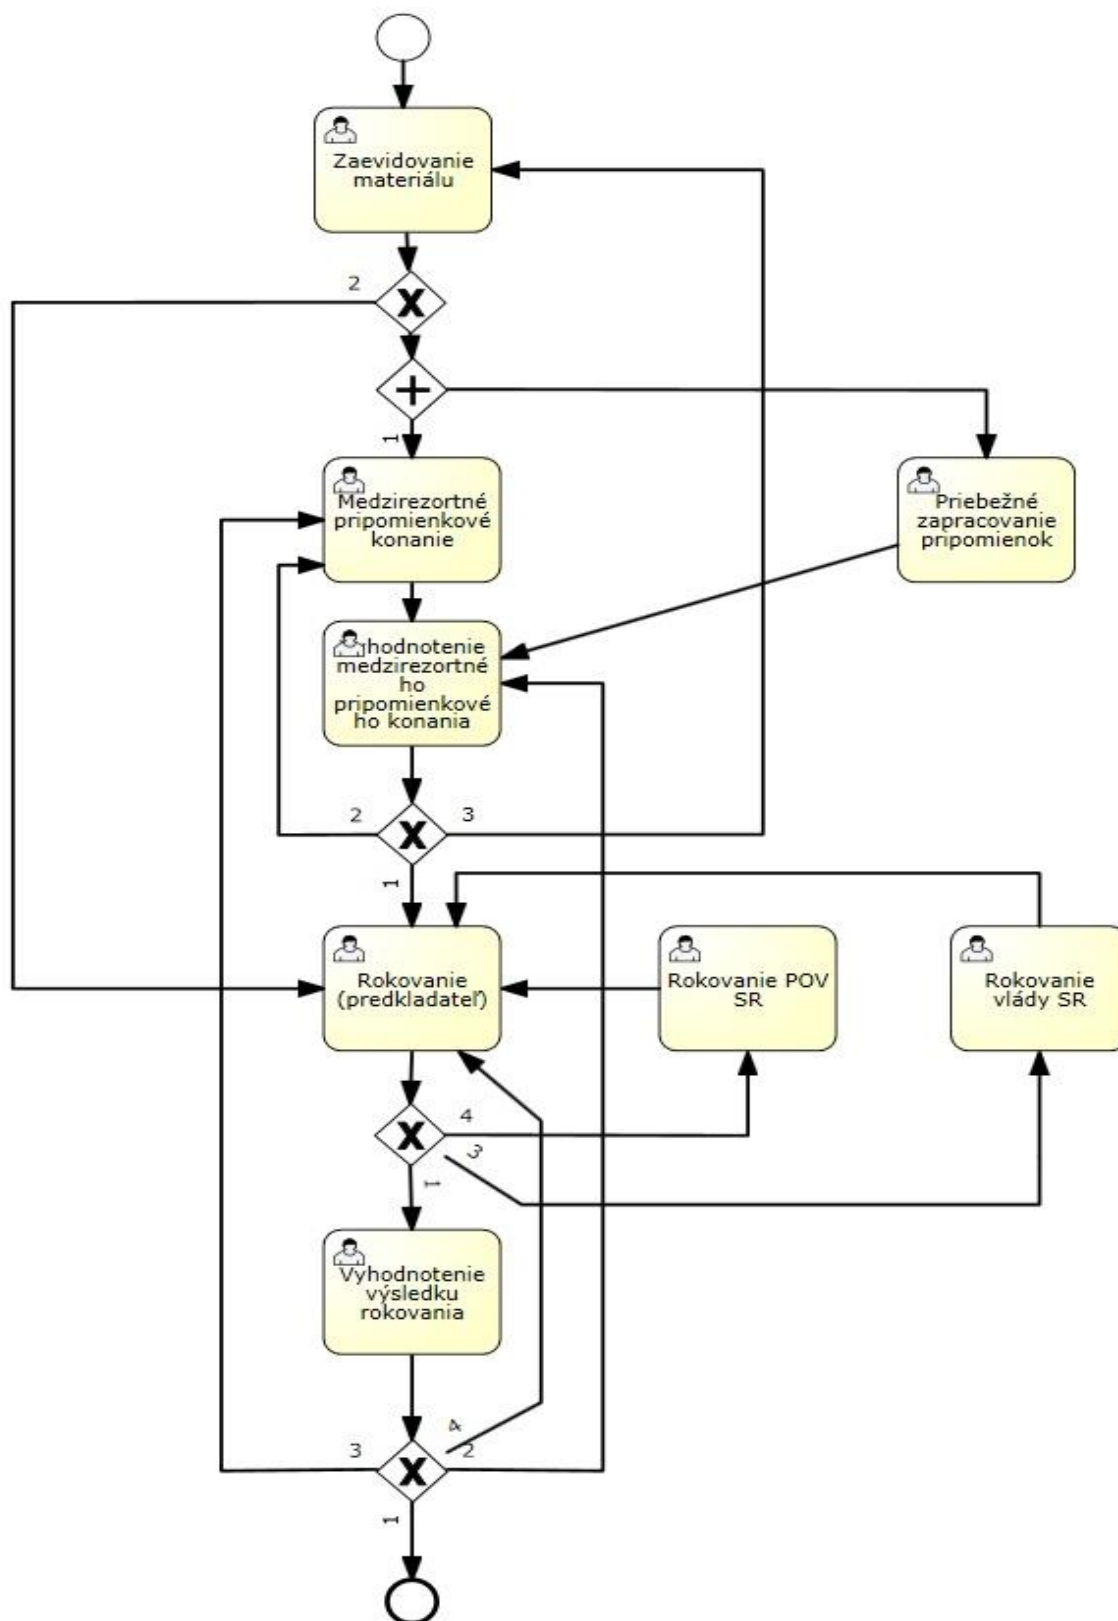 Zaevidovanie
materiálu
2
1
Medzirezortné
pripomienkové
konanie
Priebežné
zapracovanie
pripomienok
hodnotenie
medzirezortné
ho
pripomienkové
ho konania
2
3
1
Rokovanie
(predkladateľ)
Rokovanie POV
SR
Rokovanie
vlády SR
4
3
1
Vyhodnotenie
výsledku
rokovania
4
3
2
1